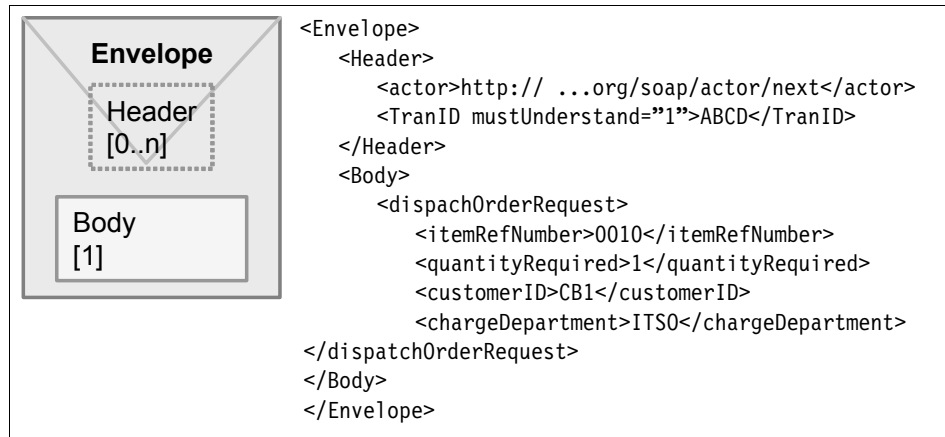 Envelope
Header
[0..n]
Body
[1]
<Envelope>
<Header>
<actor>http:// ...org/soap/actor/next</actor>
<TranID mustUnderstand=”1”>ABCD</TranID>
</Header>
<Body>
<dispachOrderRequest>
<itemRefNumber>0010</itemRefNumber>
<quantityRequired>1</quantityRequired>
<customerID>CB1</customerID>
<chargeDepartment>ITSO</chargeDepartment>
</dispatchOrderRequest>
</Body>
</Envelope>